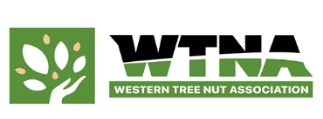 WTNA
WESTERN TREE NUT ASSOCIATION